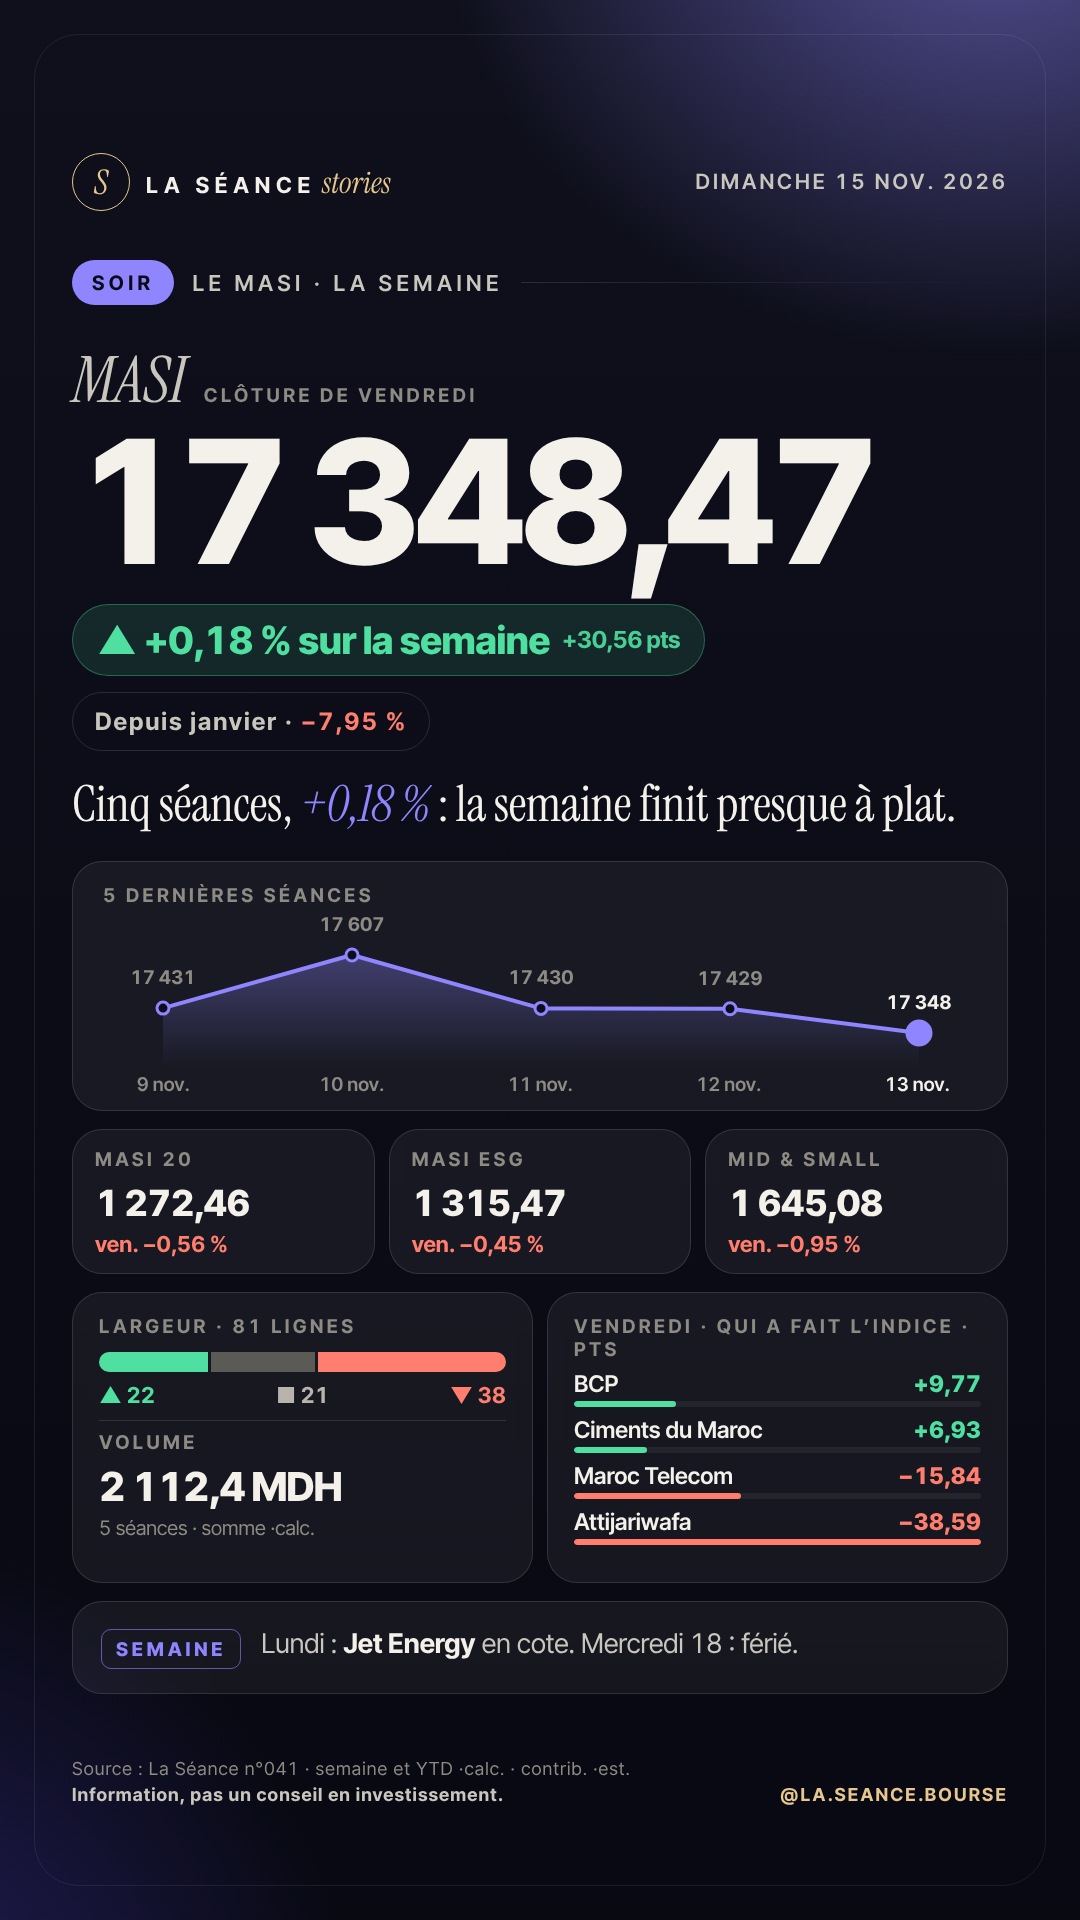 S LA SÉANCE stories
DIMANCHE 15 NOV. 2026
SOIR LE MASI · LA SEMAINE
MASI CLÔTURE DE VENDREDI
17 348,47
▲ +0,18 % sur la semaine +30,56 pts
Depuis janvier · −7,95 %
Cinq séances, +0,18 % : la semaine finit presque à plat.
5 DERNIÈRES SÉANCES
17 431 17 607 17 430 17 429 17 348
9 nov. 10 nov. 11 nov. 12 nov. 13 nov.
MASI 20
1 272,46
ven. −0,56 %
MASI ESG
1 315,47
ven. −0,45 %
MID & SMALL
1 645,08
ven. −0,95 %
LARGEUR · 81 LIGNES
▲ 22 ■ 21 ▼ 38
VOLUME
2 112,4 MDH
5 séances · somme ·calc.
VENDREDI · QUI A FAIT L’INDICE ·
PTS
BCP +9,77
Ciments du Maroc +6,93
Maroc Telecom −15,84
Attijariwafa −38,59
SEMAINE Lundi : Jet Energy en cote. Mercredi 18 : férié.
Source : La Séance n°041 · semaine et YTD ·calc. · contrib. ·est.
Information, pas un conseil en investissement.
@LA.SEANCE.BOURSE